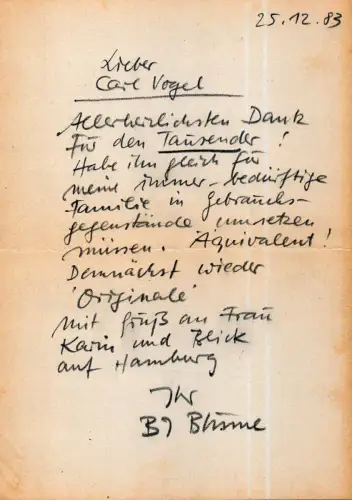 25.12.83
Lieber
Carl Vogel
Allerherzlichsten Dank
Für den Tausender!
Habe ihn gleich für
meine immer-bedürftige
Familie in Gebrauchs-
gegenstände umsetzen
müssen. Äquivalent!
Demnächst wieder
'Originale'
Mit Gruß an Frau
Karin und Blick
auf Hamburg
Ihr
BJ Blume